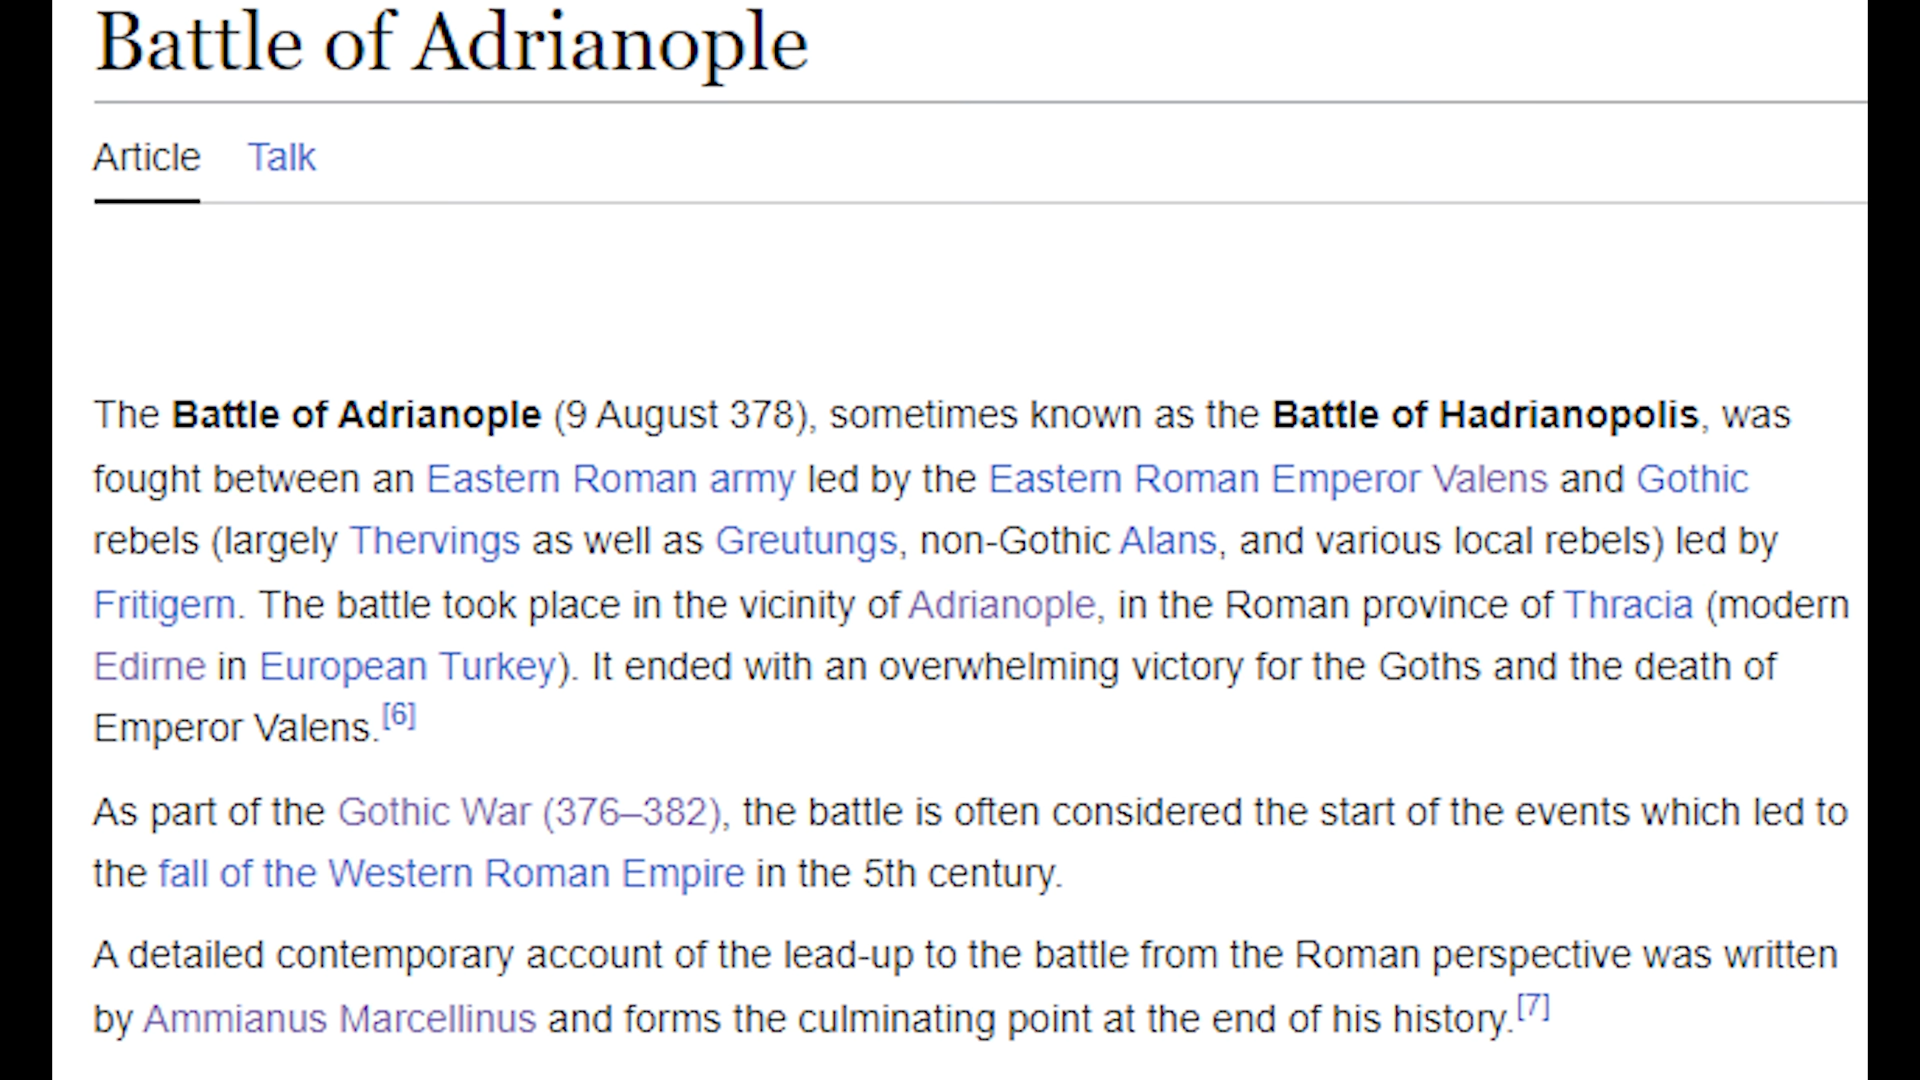 Battle of Adrianople
Article Talk
The Battle of Adrianople (9 August 378), sometimes known as the Battle of Hadrianopolis, was
fought between an Eastern Roman army led by the Eastern Roman Emperor Valens and Gothic
rebels (largely Thervings as well as Greutungs, non-Gothic Alans, and various local rebels) led by
Fritigern. The battle took place in the vicinity of Adrianople, in the Roman province of Thracia (modern
Edirne in European Turkey). It ended with an overwhelming victory for the Goths and the death of
Emperor Valens.[6]
As part of the Gothic War (376–382), the battle is often considered the start of the events which led to
the fall of the Western Roman Empire in the 5th century.
A detailed contemporary account of the lead-up to the battle from the Roman perspective was written
by Ammianus Marcellinus and forms the culminating point at the end of his history.[7]